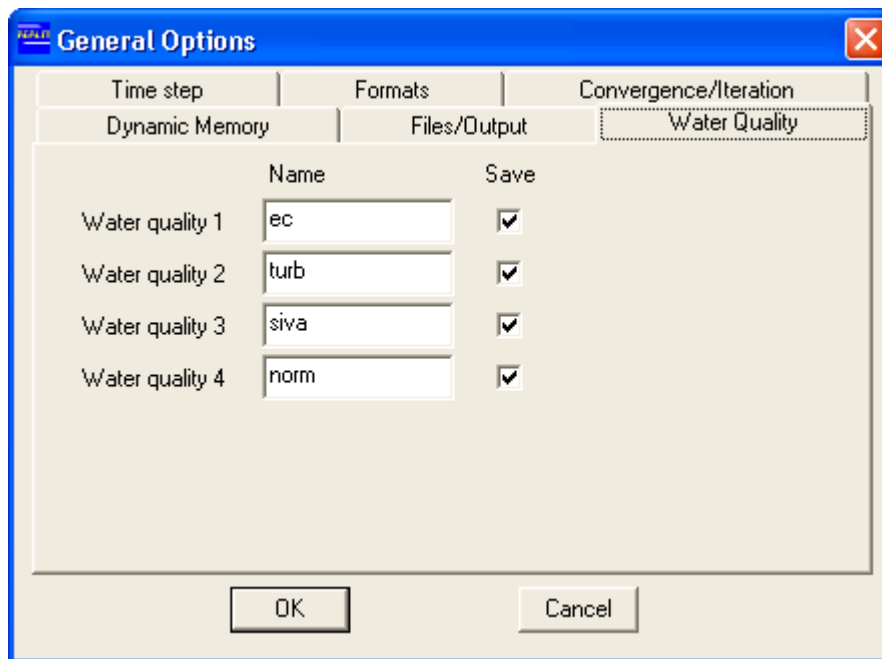 General Options
Time step Formats Convergence/Iteration
Dynamic Memory Files/Output Water Quality
Name Save
Water quality 1 ec
Water quality 2 turb
Water quality 3 siva
Water quality 4 norm
OK Cancel